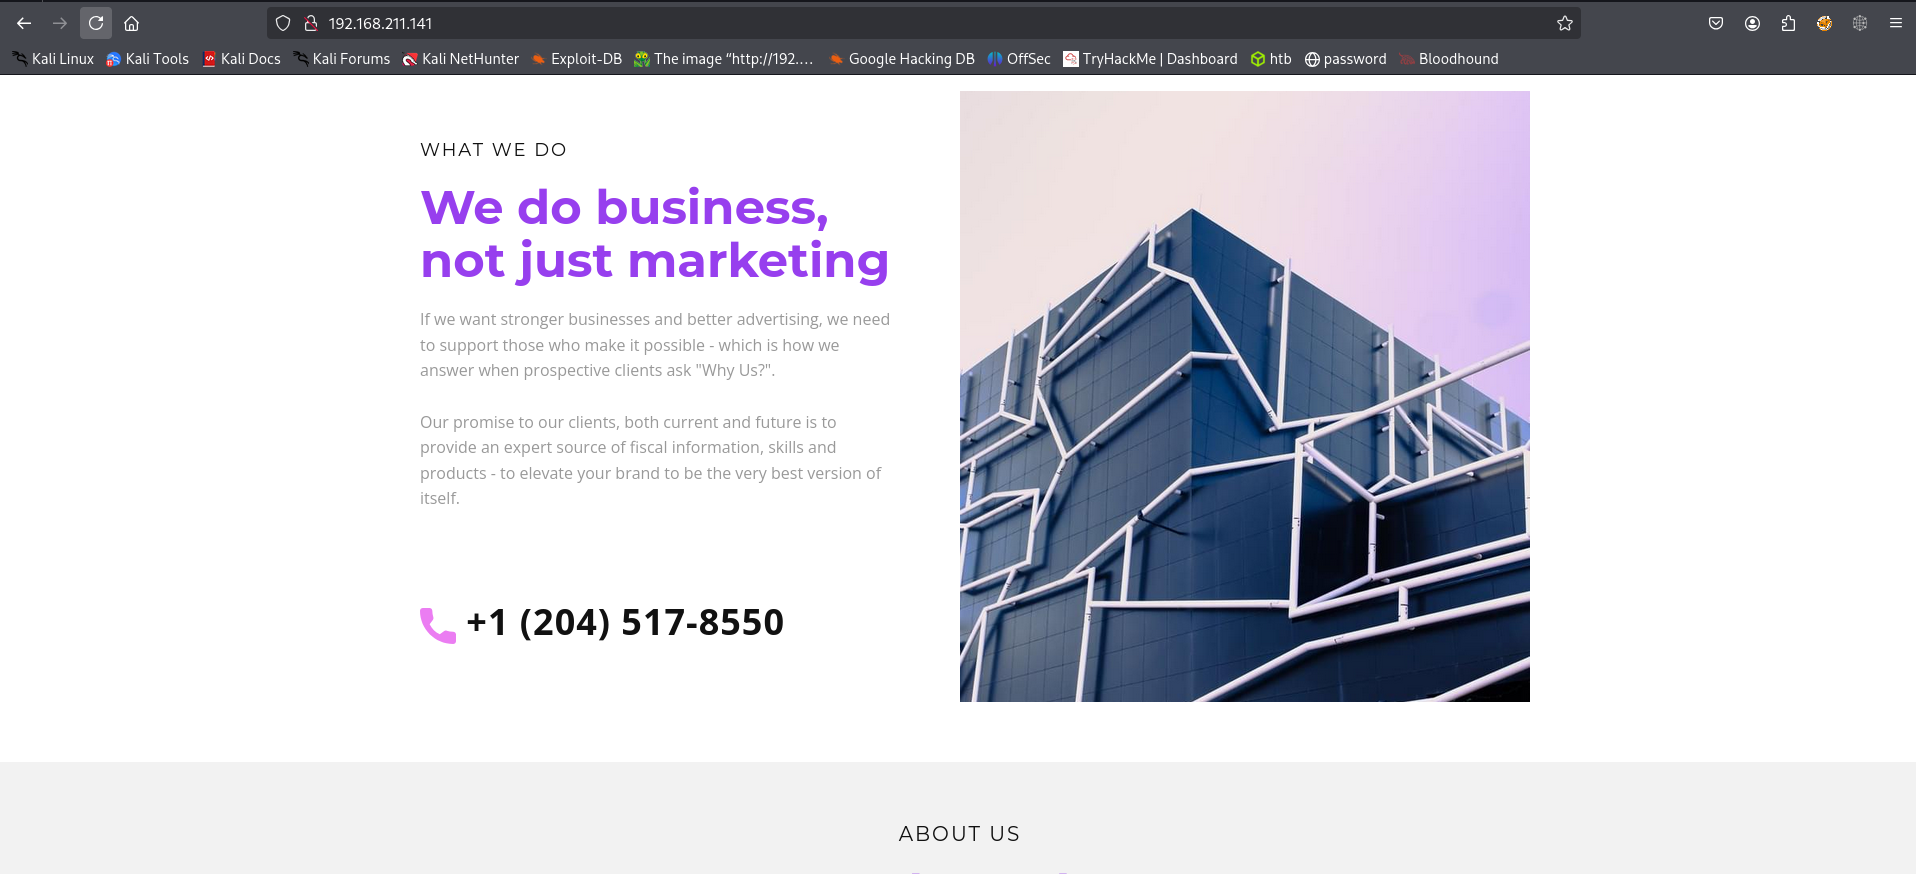 192.168.211.141
Kali Linux Kali Tools Kali Docs Kali Forums Kali NetHunter Exploit-DB The image “http://192.... Google Hacking DB OffSec TryHackMe | Dashboard htb password Bloodhound
WHAT WE DO
We do business,
not just marketing
If we want stronger businesses and better advertising, we need
to support those who make it possible - which is how we
answer when prospective clients ask "Why Us?".
Our promise to our clients, both current and future is to
provide an expert source of fiscal information, skills and
products - to elevate your brand to be the very best version of
itself.
+1 (204) 517-8550
ABOUT US